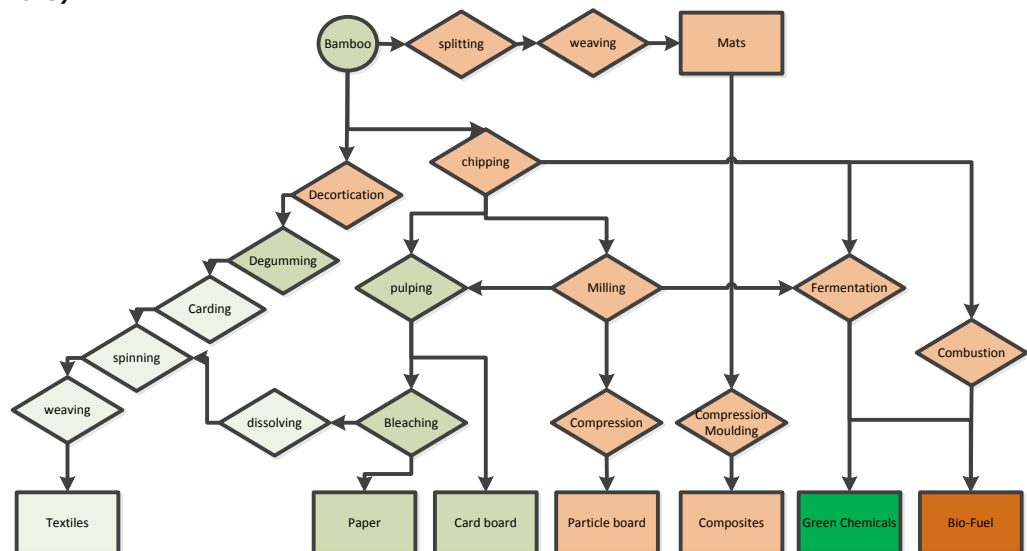 Bamboo
splitting
weaving
Mats
chipping
Decortication
Degumming
pulping
Milling
Fermentation
Carding
spinning
Combustion
weaving
dissolving
Bleaching
Compression
Compression
Moulding
Textiles
Paper
Card board
Particle board
Composites
Green Chemicals
Bio-Fuel